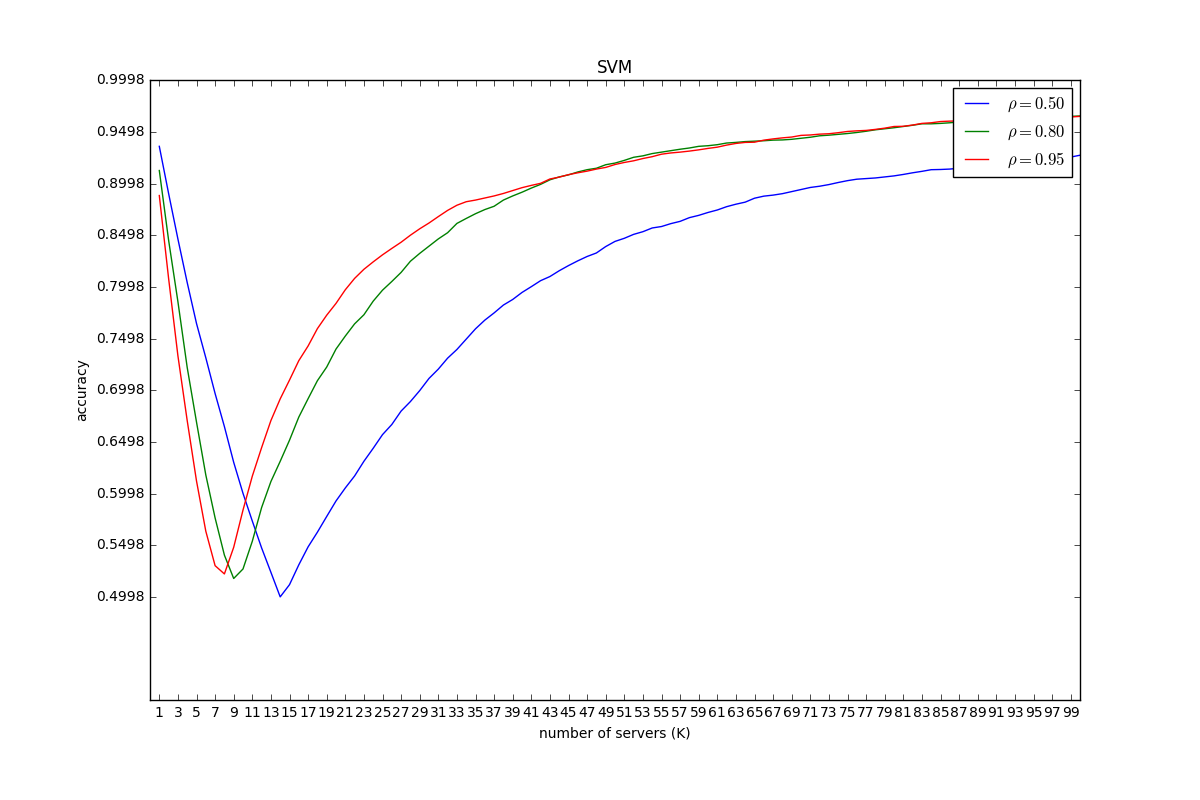 SVM
0.9998
0.9498
0.8998
0.8498
0.7998
0.7498
0.6998
0.6498
0.5998
0.5498
0.4998
accuracy
ρ = 0.50
ρ = 0.80
ρ = 0.95
1 3 5 7 9 11 13 15 17 19 21 23 25 27 29 31 33 35 37 39 41 43 45 47 49 51 53 55 57 59 61 63 65 67 69 71 73 75 77 79 81 83 85 87 89 91 93 95 97 99
number of servers (K)